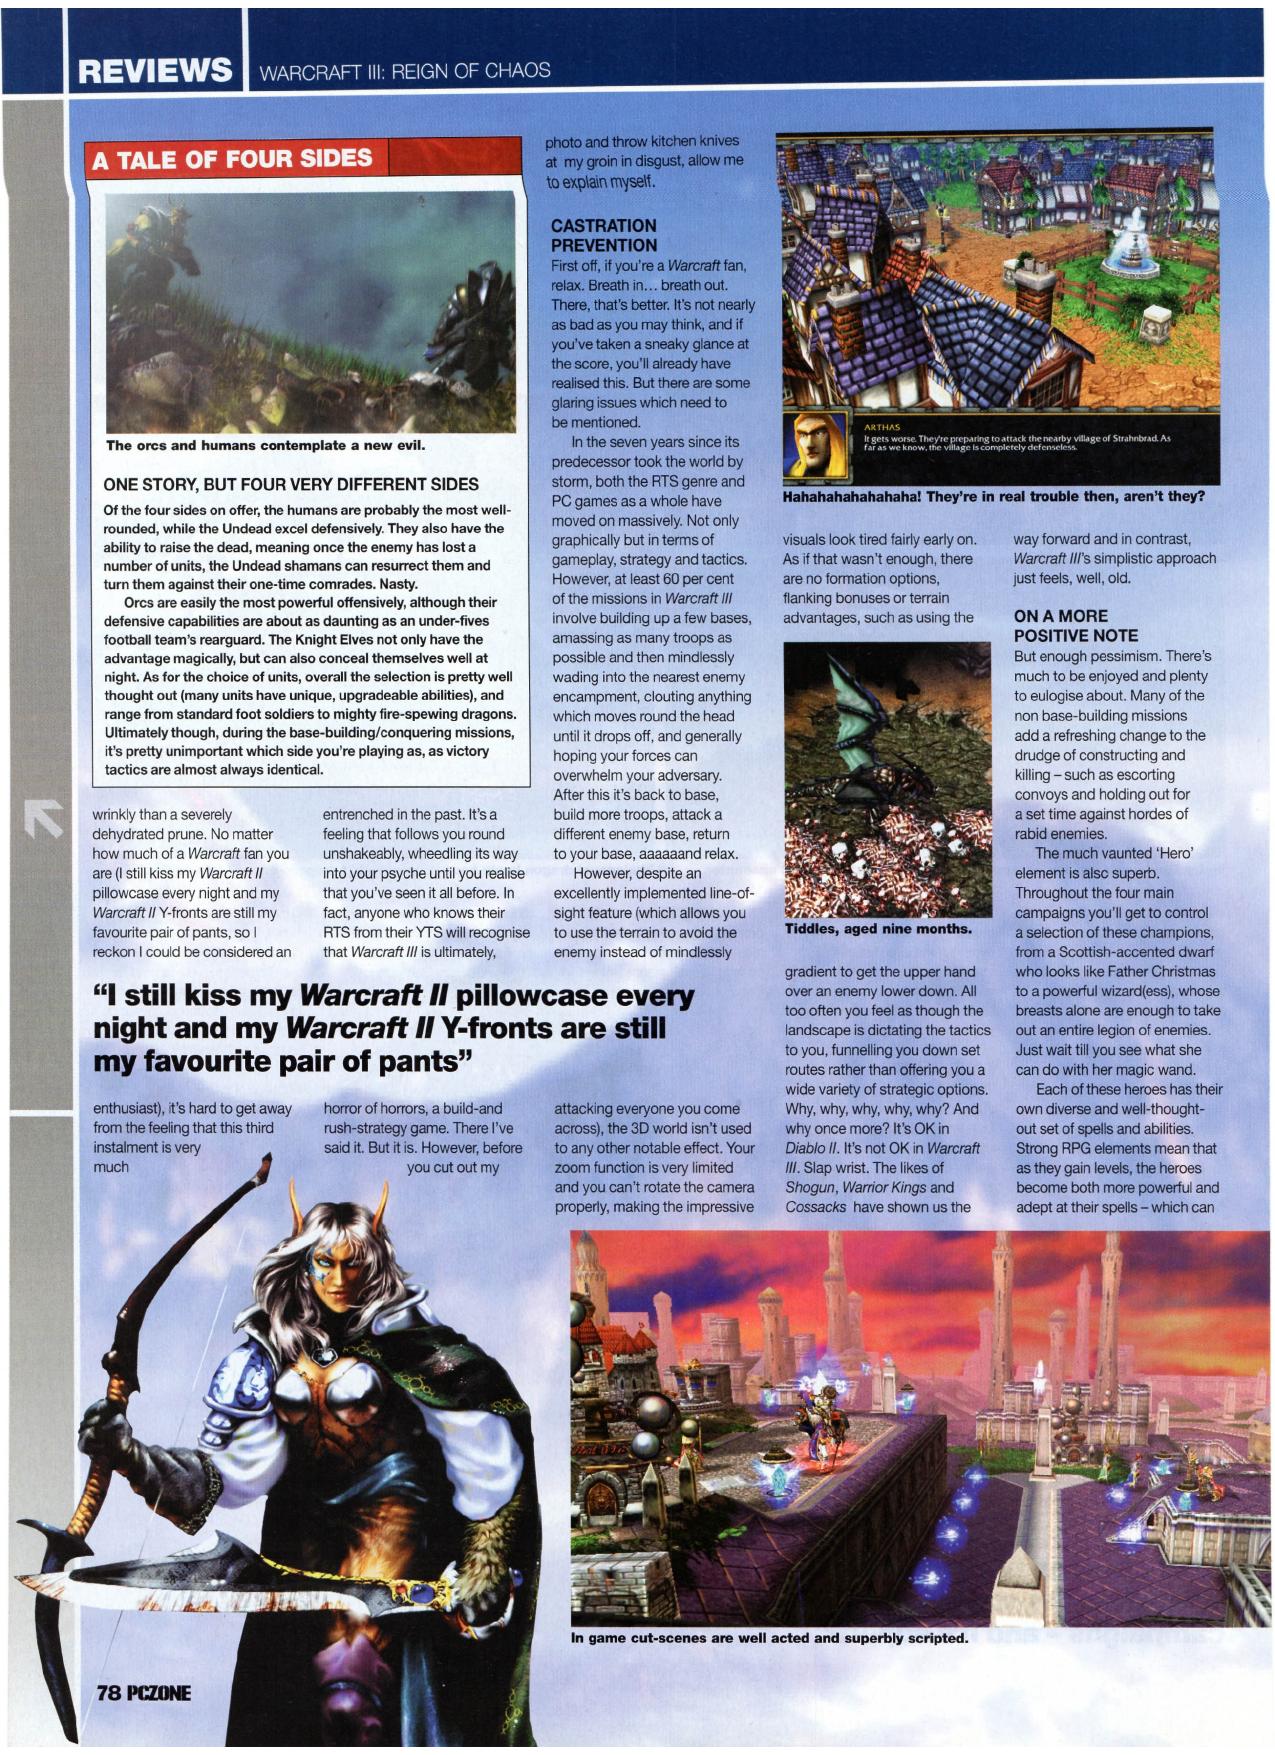 REVIEWS
WARCRAFT III: REIGN OF CHAOS
A TALE OF FOUR SIDES
The orcs and humans contemplate a new evil.
ONE STORY, BUT FOUR VERY DIFFERENT SIDES
Of the four sides on offer, the humans are probably the most well-
rounded, while the Undead excel defensively. They also have the
ability to raise the dead, meaning once the enemy has lost a
number of units, the Undead shamans can resurrect them and
turn them against their one-time comrades. Nasty.
Orcs are easily the most powerful offensively, although their
defensive capabilities are about as daunting as an under-fives
football team's rearguard. The Knight Elves not only have the
advantage magically, but can also conceal themselves well at
night. As for the choice of units, overall the selection is pretty well
thought out (many units have unique, upgradeable abilities), and
range from standard foot soldiers to mighty fire-spewing dragons.
Ultimately though, during the base-building/conquering missions,
it's pretty unimportant which side you're playing as, as victory
tactics are almost always identical.
wrinkly than a severely
dehydrated prune. No matter
how much of a Warcraft fan you
are (I still kiss my Warcraft II
pillowcase every night and my
Warcraft II Y-fronts are still my
favourite pair of pants, so I
reckon I could be considered an
"I still kiss my Warcraft II pillowcase every
night and my Warcraft II Y-fronts are still
my favourite pair of pants"
enthusiast), it's hard to get away
from the feeling that this third
instalment is very
much
entrenched in the past. It's a
feeling that follows you round
unshakeably, wheedling its way
into your psyche until you realise
that you've seen it all before. In
fact, anyone who knows their
RTS from their YTS will recognise
that Warcraft III is ultimately,
horror of horrors, a build-and
rush-strategy game. There I've
said it. But it is. However, before
you cut out my
photo and throw kitchen knives
at my groin in disgust, allow me
to explain myself.
CASTRATION
PREVENTION
First off, if you're a Warcraft fan,
relax. Breath in... breath out.
There, that's better. It's not nearly
as bad as you may think, and if
you've taken a sneaky glance at
the score, you'll already have
realised this. But there are some
glaring issues which need to
be mentioned.
In the seven years since its
predecessor took the world by
storm, both the RTS genre and
PC games as a whole have
moved on massively. Not only
graphically but in terms of
gameplay, strategy and tactics.
However, at least 60 per cent
of the missions in Warcraft III
involve building up a few bases,
amassing as many troops as
possible and then mindlessly
wading into the nearest enemy
encampment, clouting anything
which moves round the head
until it drops off, and generally
hoping your forces can
overwhelm your adversary.
After this it's back to base,
build more troops, attack a
different enemy base, return
to your base, aaaaaand relax.
However, despite an
excellently implemented line-of-
sight feature (which allows you
to use the terrain to avoid the
enemy instead of mindlessly
attacking everyone you come
across), the 3D world isn't used
to any other notable effect. Your
zoom function is very limited
and you can't rotate the camera
properly, making the impressive
ARTHAS
It gets worse. They're preparing to attack the nearby village of Strahnbrad. As
far as we know, the village is completely defenseless.
Hahahahahahahaha! They're in real trouble then, aren't they?
visuals look tired fairly early on.
As if that wasn't enough, there
are no formation options,
flanking bonuses or terrain
advantages, such as using the
Tiddles, aged nine months.
gradient to get the upper hand
over an enemy lower down. All
too often you feel as though the
landscape is dictating the tactics
to you, funnelling you down set
routes rather than offering you a
wide variety of strategic options.
Why, why, why, why, why? And
why once more? It's OK in
Diablo II. It's not OK in Warcraft
III. Slap wrist. The likes of
Shogun, Warrior Kings and
Cossacks have shown us the
way forward and in contrast,
Warcraft III's simplistic approach
just feels, well, old.
ON A MORE
POSITIVE NOTE
But enough pessimism. There's
much to be enjoyed and plenty
to eulogise about. Many of the
non base-building missions
add a refreshing change to the
drudge of constructing and
killing – such as escorting
convoys and holding out for
a set time against hordes of
rabid enemies.
The much vaunted 'Hero'
element is also superb.
Throughout the four main
campaigns you'll get to control
a selection of these champions,
from a Scottish-accented dwarf
who looks like Father Christmas
to a powerful wizard(ess), whose
breasts alone are enough to take
out an entire legion of enemies.
Just wait till you see what she
can do with her magic wand.
Each of these heroes has their
own diverse and well-thought-
out set of spells and abilities.
Strong RPG elements mean that
as they gain levels, the heroes
become both more powerful and
adept at their spells – which can
In game cut-scenes are well acted and superbly scripted.
78 PCZONE